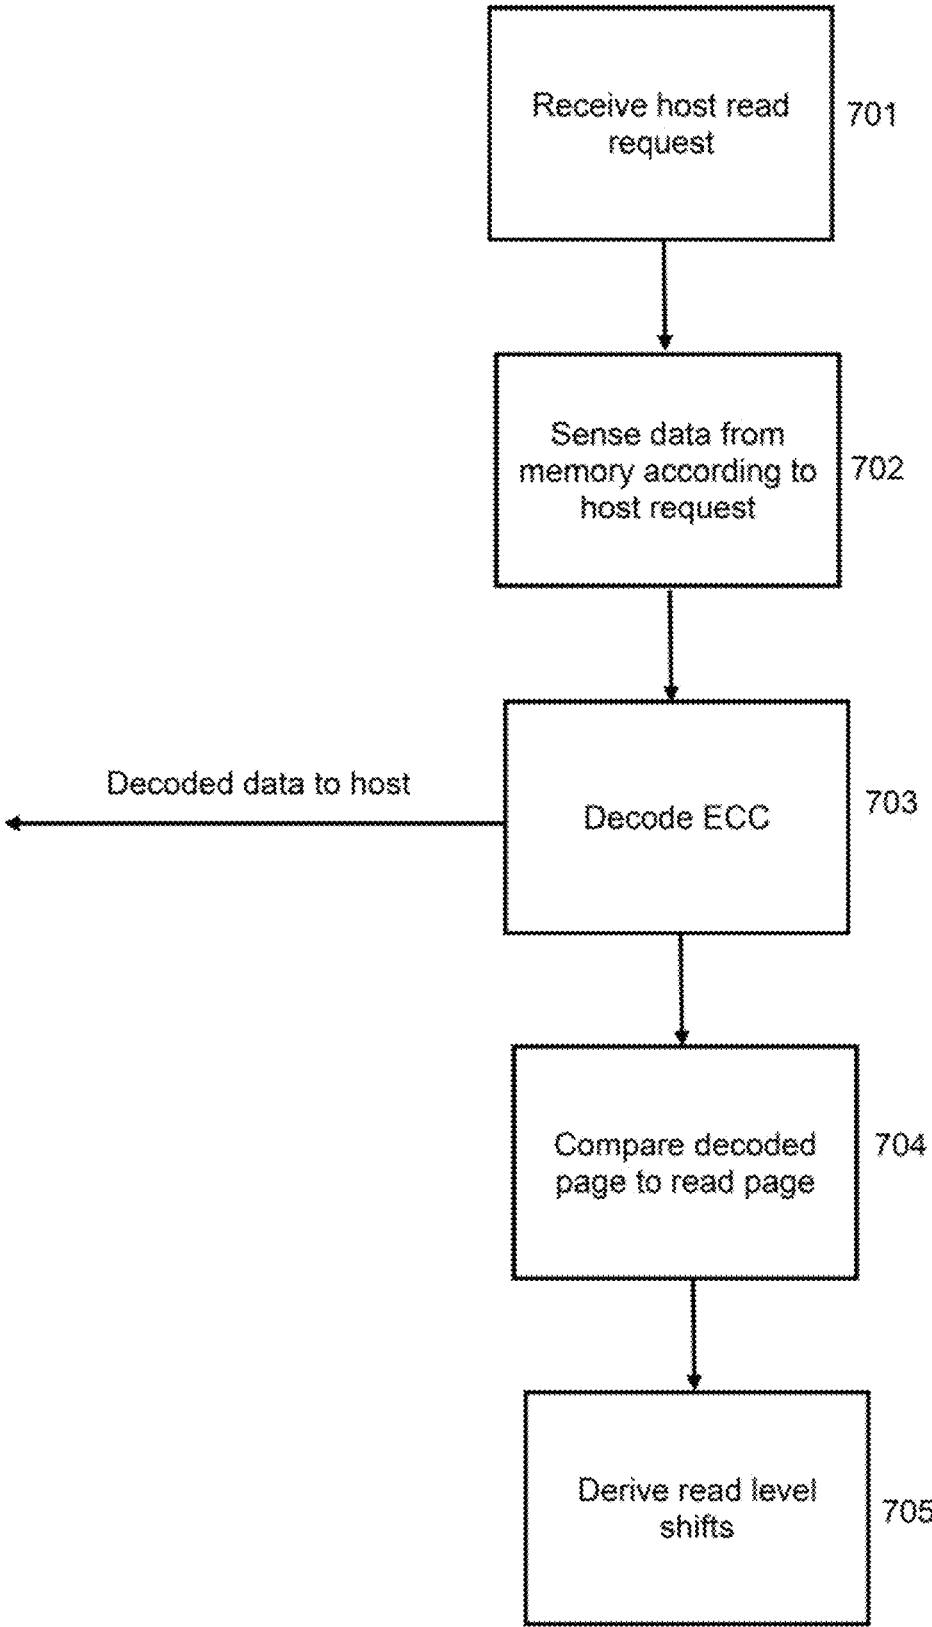 Receive host read
request
701
Sense data from
memory according to
host request
702
Decoded data to host
Decode ECC
703
Compare decoded
page to read page
704
Derive read level
shifts
705